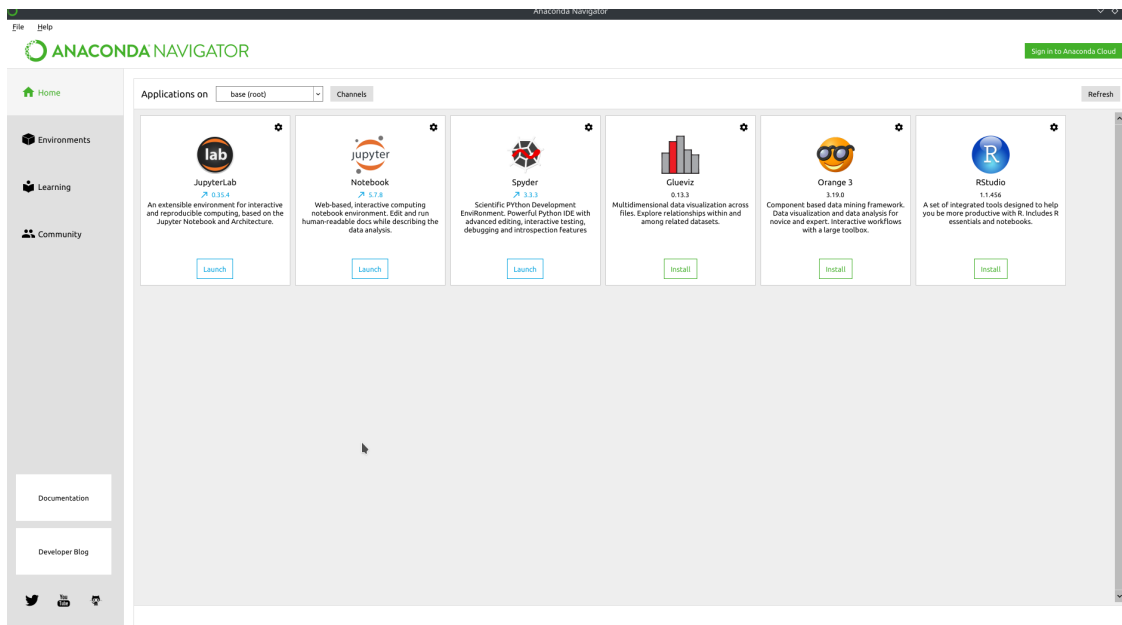 Anaconda Navigator
File Help
ANACONDA NAVIGATOR
Sign in to Anaconda Cloud
Home
Environments
Learning
Community
Documentation
Developer Blog
You
Tube
Applications on base (root) Channels Refresh
lab
JupyterLab
0.35.4
An extensible environment for interactive
and reproducible computing, based on the
Jupyter Notebook and Architecture.
Launch
jupyter
Notebook
5.7.8
Web-based, interactive computing
notebook environment. Edit and run
human-readable docs while describing the
data analysis.
Launch
Spyder
3.3.3
Scientific PYthon Development
EnviRonment. Powerful Python IDE with
advanced editing, interactive testing,
debugging and introspection features
Launch
Glueviz
0.13.3
Multidimensional data visualization across
files. Explore relationships within and
among related datasets.
Install
Orange 3
3.19.0
Component based data mining framework.
Data visualization and data analysis for
novice and expert. Interactive workflows
with a large toolbox.
Install
R
RStudio
1.1.456
A set of integrated tools designed to help
you be more productive with R. Includes R
essentials and notebooks.
Install